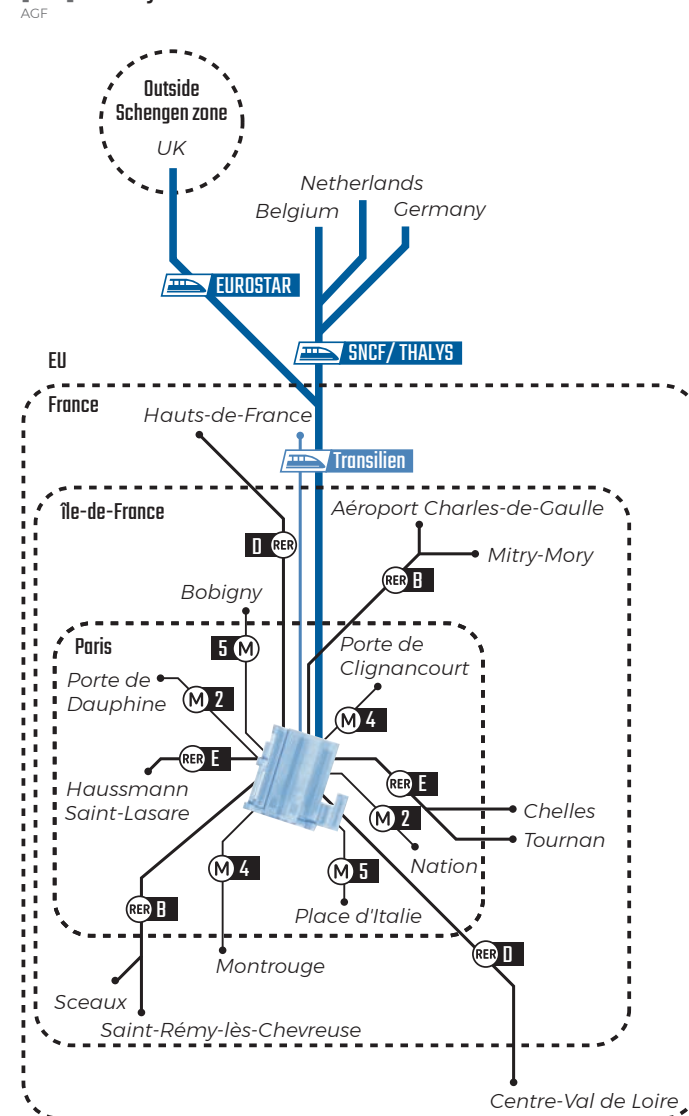 AGF
Outside
Schengen zone
UK
Netherlands
Belgium
Germany
EUROSTAR
SNCF/THALYS
EU
France
Hauts-de-France
Transilien
île-de-France
Aéroport Charles-de-Gaulle
D RER
Mitry-Mory
RER B
Bobigny
5 M
Paris
Porte de
Clignancourt
Porte de
Dauphine
M 2
M 4
RER E
Haussmann
Saint-Lasare
RER E
Chelles
M 2
Tournan
Nation
M 4
M 5
RER B
Place d'Italie
RER D
Montrouge
Sceaux
Saint-Rémy-lès-Chevreuse
Centre-Val de Loire